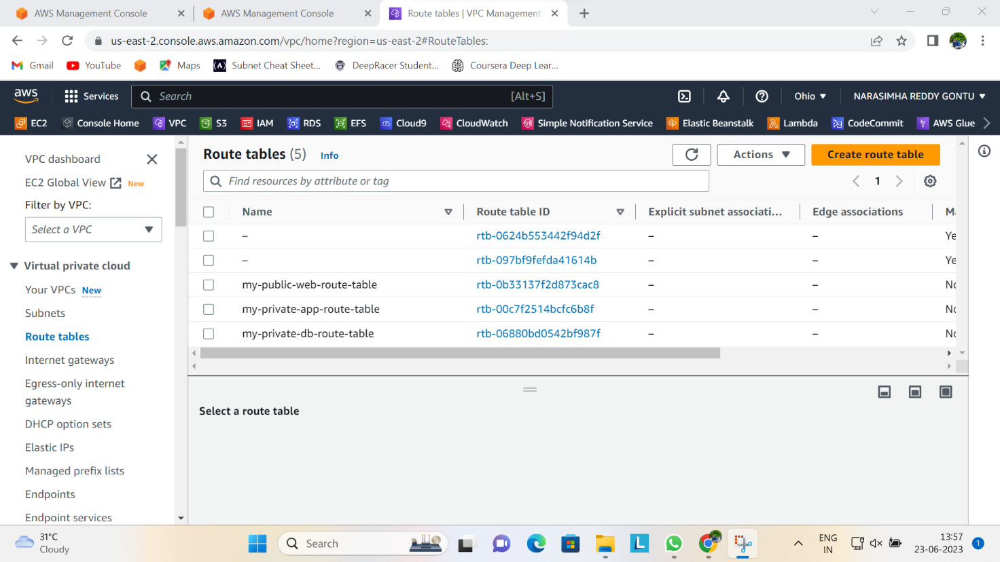 AWS Management Console
AWS Management Console
Route tables | VPC Management
us-east-2.console.aws.amazon.com/vpc/home?region=us-east-2#RouteTables:
Gmail YouTube Maps Subnet Cheat Sheet... DeepRacer Student... Coursera Deep Lear...
aws Services Search [Alt+S] Ohio NARASIMHA REDDY GONTU
EC2 Console Home VPC S3 IAM RDS EFS Cloud9 CloudWatch Simple Notification Service Elastic Beanstalk Lambda CodeCommit AWS Glue
VPC dashboard
EC2 Global View New
Filter by VPC:
Select a VPC
Virtual private cloud
Your VPCs New
Subnets
Route tables
Internet gateways
Egress-only internet
gateways
DHCP option sets
Elastic IPs
Managed prefix lists
Endpoints
Endpoint services
Route tables (5) Info
Actions
Create route table
Find resources by attribute or tag
1
Name Route table ID Explicit subnet associati... Edge associations
– rtb-0624b553442f94d2f – – Ye
– rtb-097bf9fefda41614b – – Ye
my-public-web-route-table rtb-0b33137f2d873cac8 – – No
my-private-app-route-table rtb-00c7f2514bcfc6b8f – – No
my-private-db-route-table rtb-06880bd0542bf987f – – No
Select a route table
31°C
Cloudy
Search
L
ENG
IN
13:57
23-06-2023
1